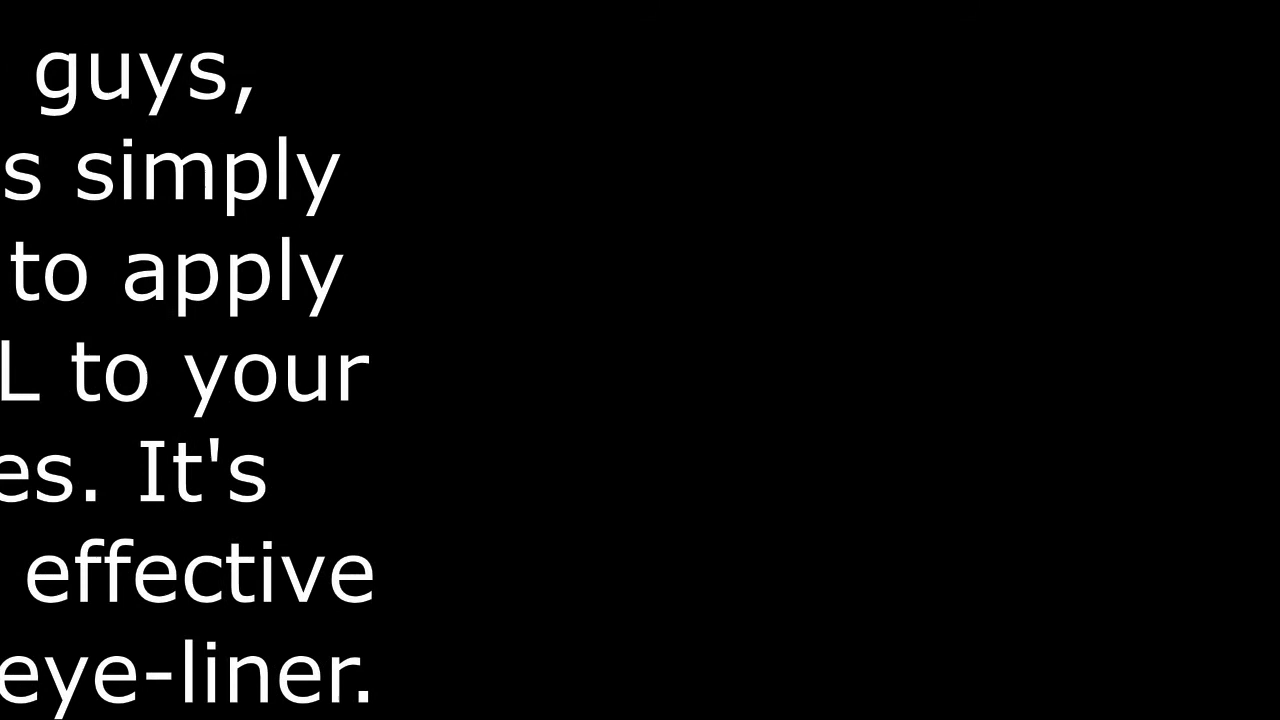 guys,
s simply
to apply
L to your
es. It's
effective
eye-liner.